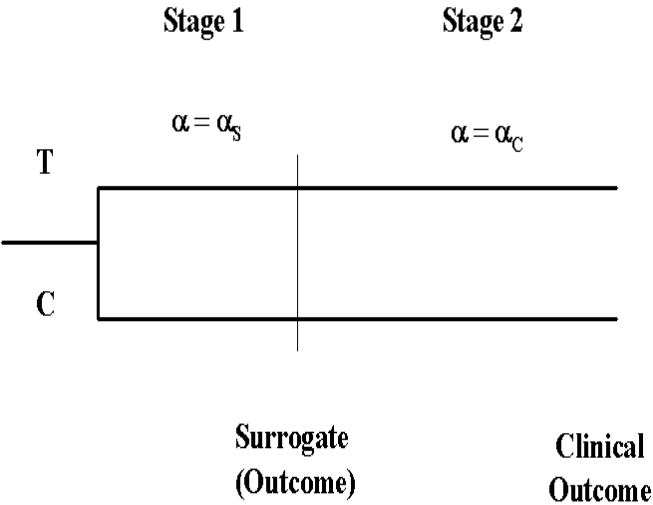 Stage 1 Stage 2
α = αS α = αC
T
C
Surrogate
(Outcome)
Clinical
Outcome